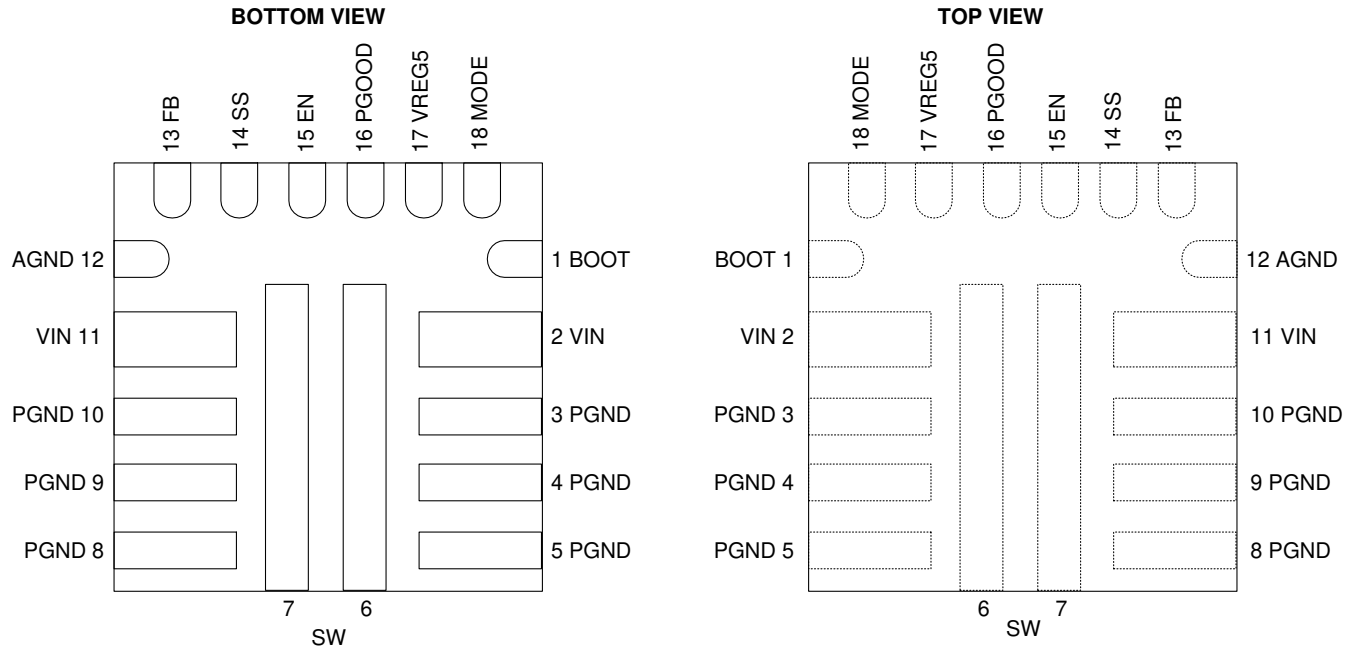 BOTTOM VIEW
13 FB
14 SS
15 EN
16 PGOOD
17 VREG5
18 MODE
AGND 12
1 BOOT
VIN 11
2 VIN
PGND 10
3 PGND
PGND 9
4 PGND
PGND 8
5 PGND
7
6
SW
TOP VIEW
18 MODE
17 VREG5
16 PGOOD
15 EN
14 SS
13 FB
BOOT 1
12 AGND
VIN 2
11 VIN
PGND 3
10 PGND
PGND 4
9 PGND
PGND 5
8 PGND
6
7
SW